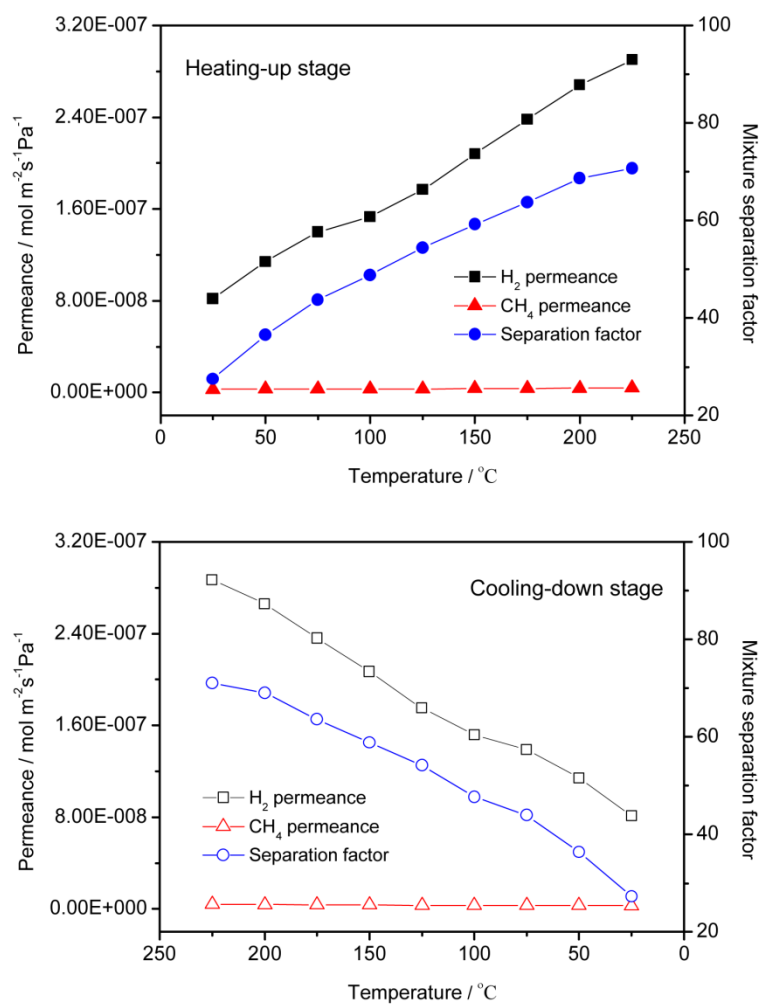 3.20E-007
2.40E-007
1.60E-007
8.00E-008
0.00E+000
Permeance / mol m⁻²s⁻¹Pa⁻¹
Heating-up stage
H₂ permeance
CH₄ permeance
Separation factor
100
80
60
40
20
Mixture separation factor
0 50 100 150 200 250
Temperature / °C
3.20E-007
2.40E-007
1.60E-007
8.00E-008
0.00E+000
Permeance / mol m⁻²s⁻¹Pa⁻¹
Cooling-down stage
H₂ permeance
CH₄ permeance
Separation factor
100
80
60
40
20
Mixture separation factor
250 200 150 100 50 0
Temperature / °C